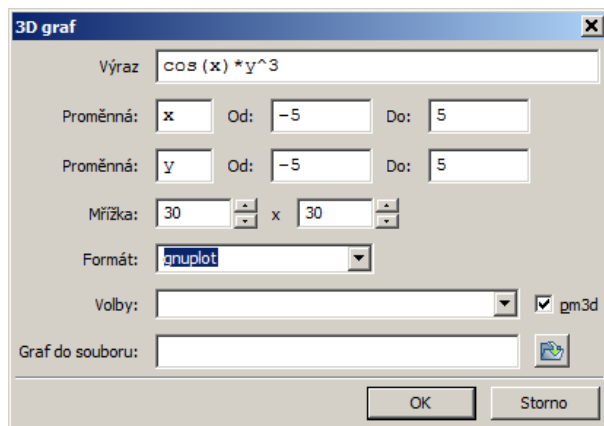 3D graf
Výraz cos(x)*y^3
Proměnná: x Od: -5 Do: 5
Proměnná: y Od: -5 Do: 5
Mřížka: 30 x 30
Formát: gnuplot
Volby: pm3d
Graf do souboru:
OK Storno